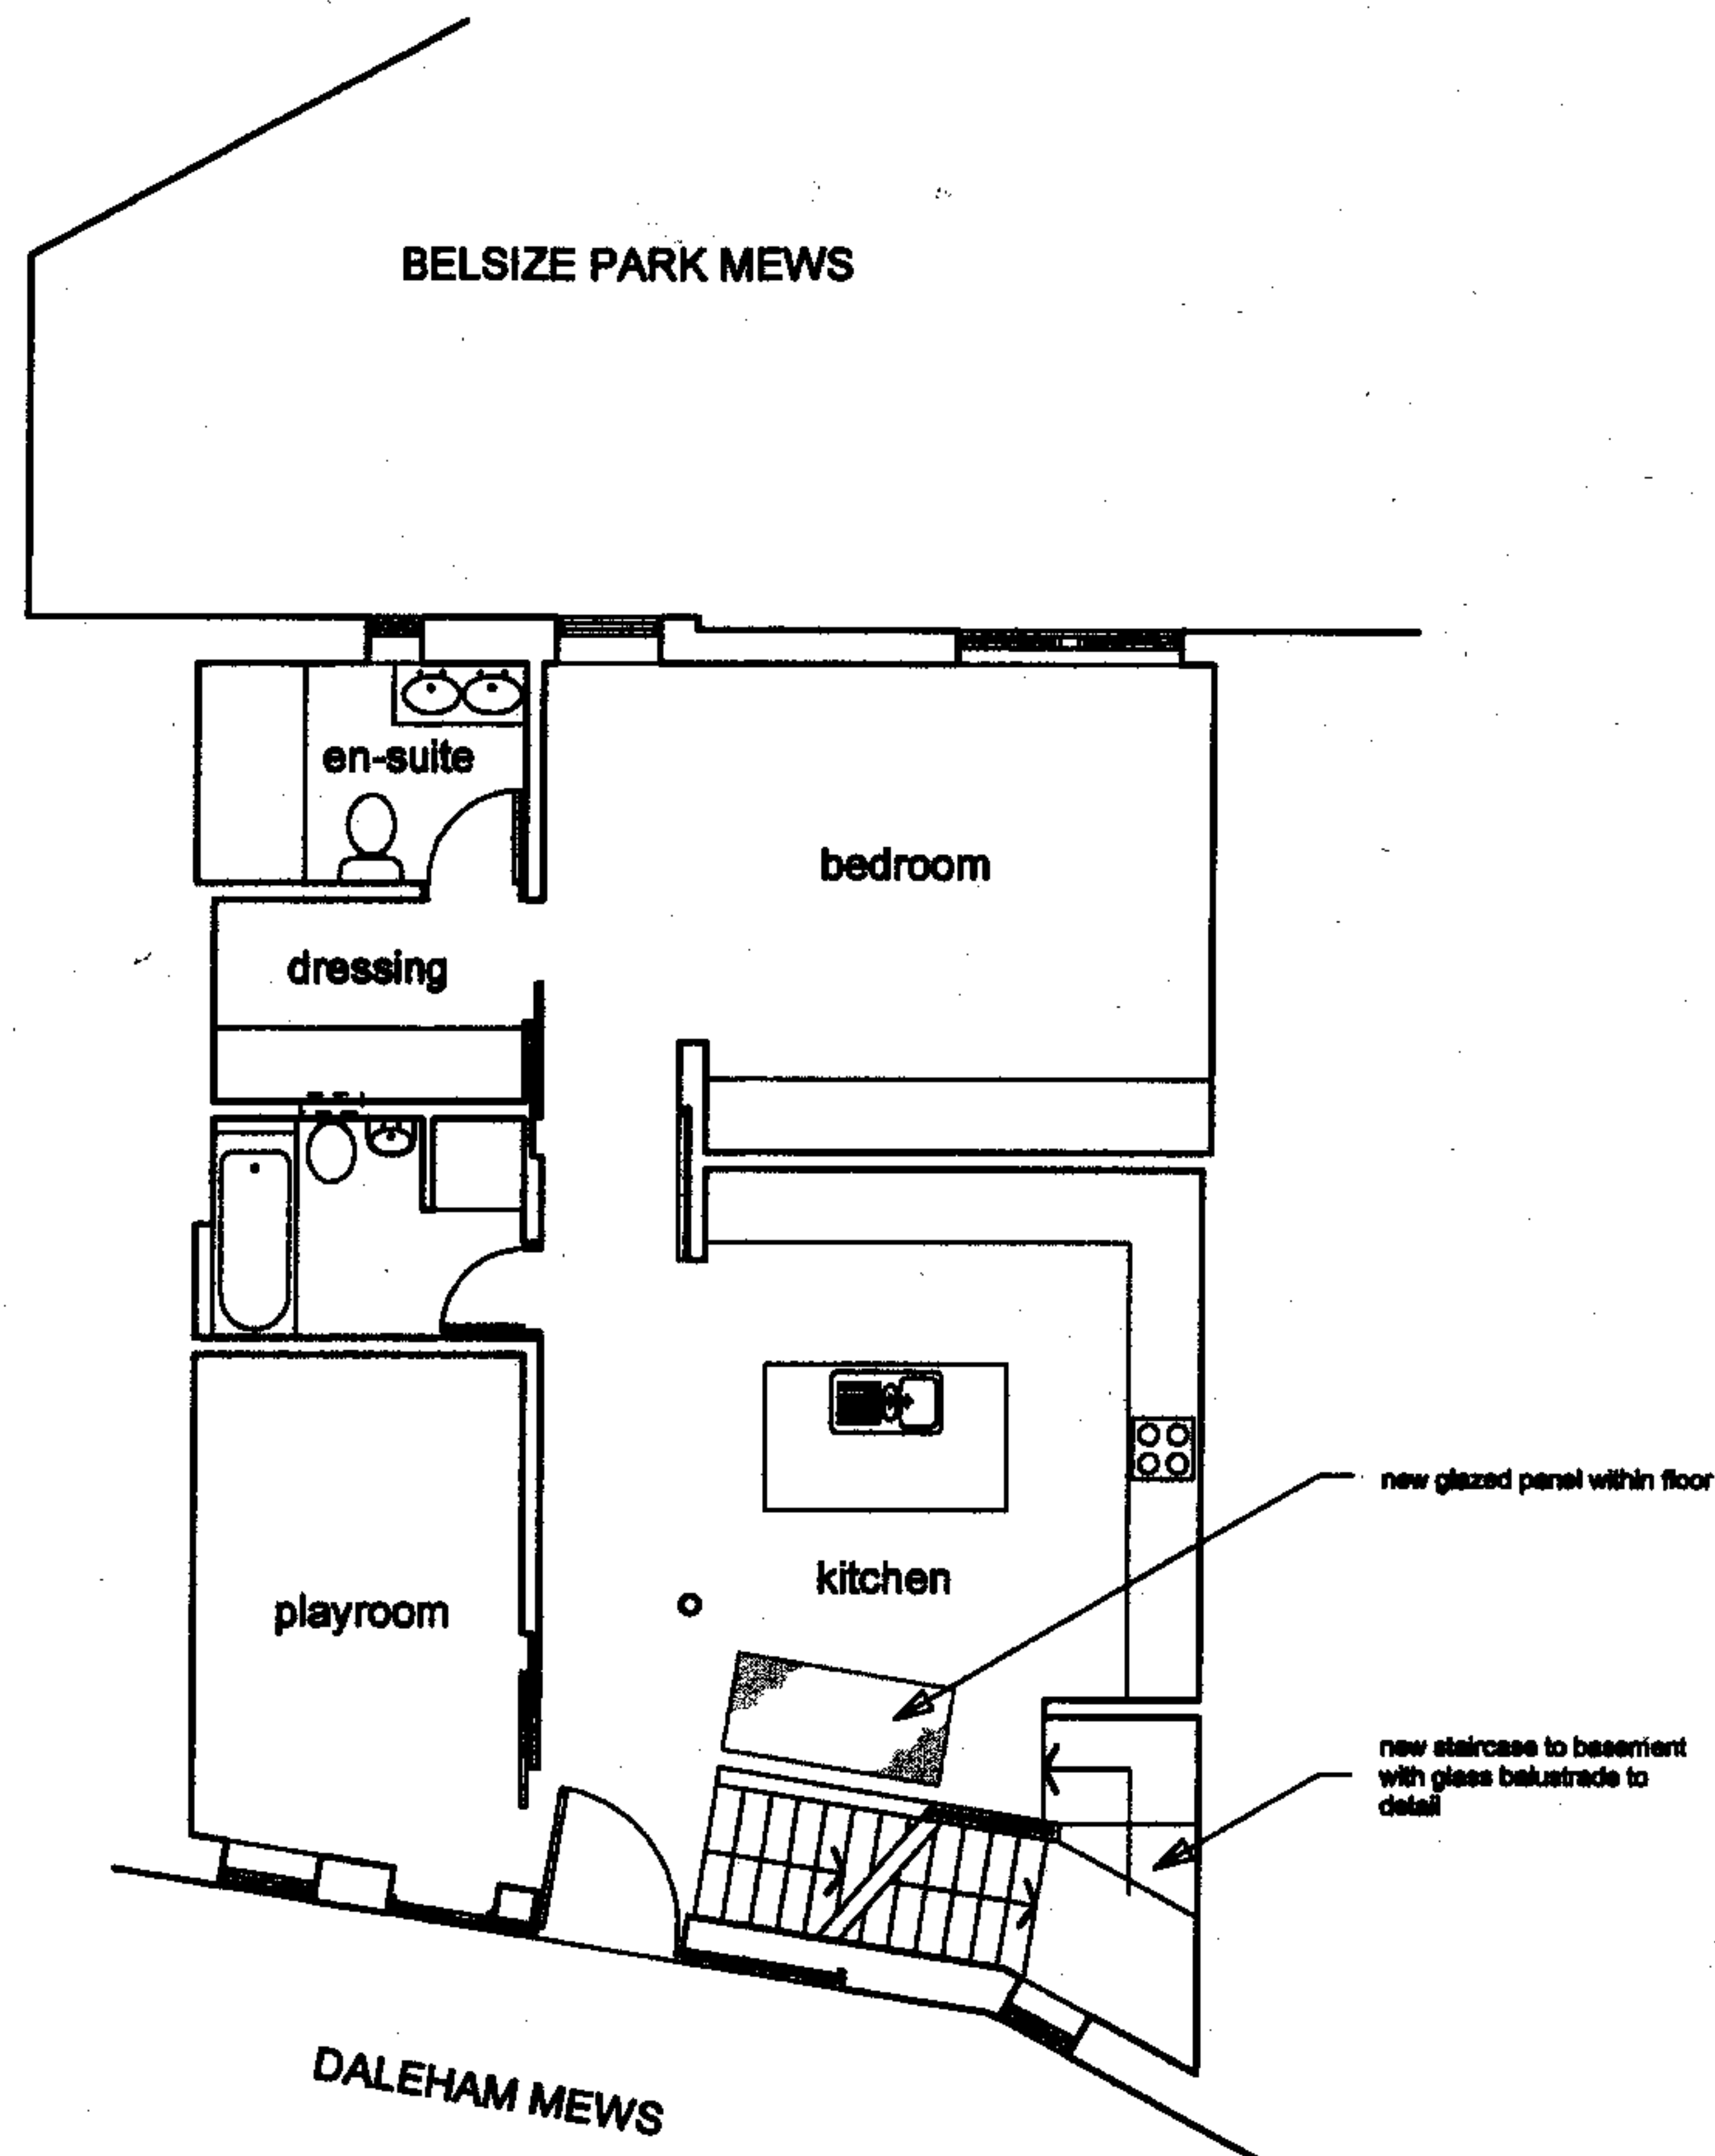 BELSIZE PARK MEWS
en-suite
bedroom
dressing
new glazed panel within floor
kitchen
playroom
new staircase to basement
with glass balustrade to
detail
DALEHAM MEWS